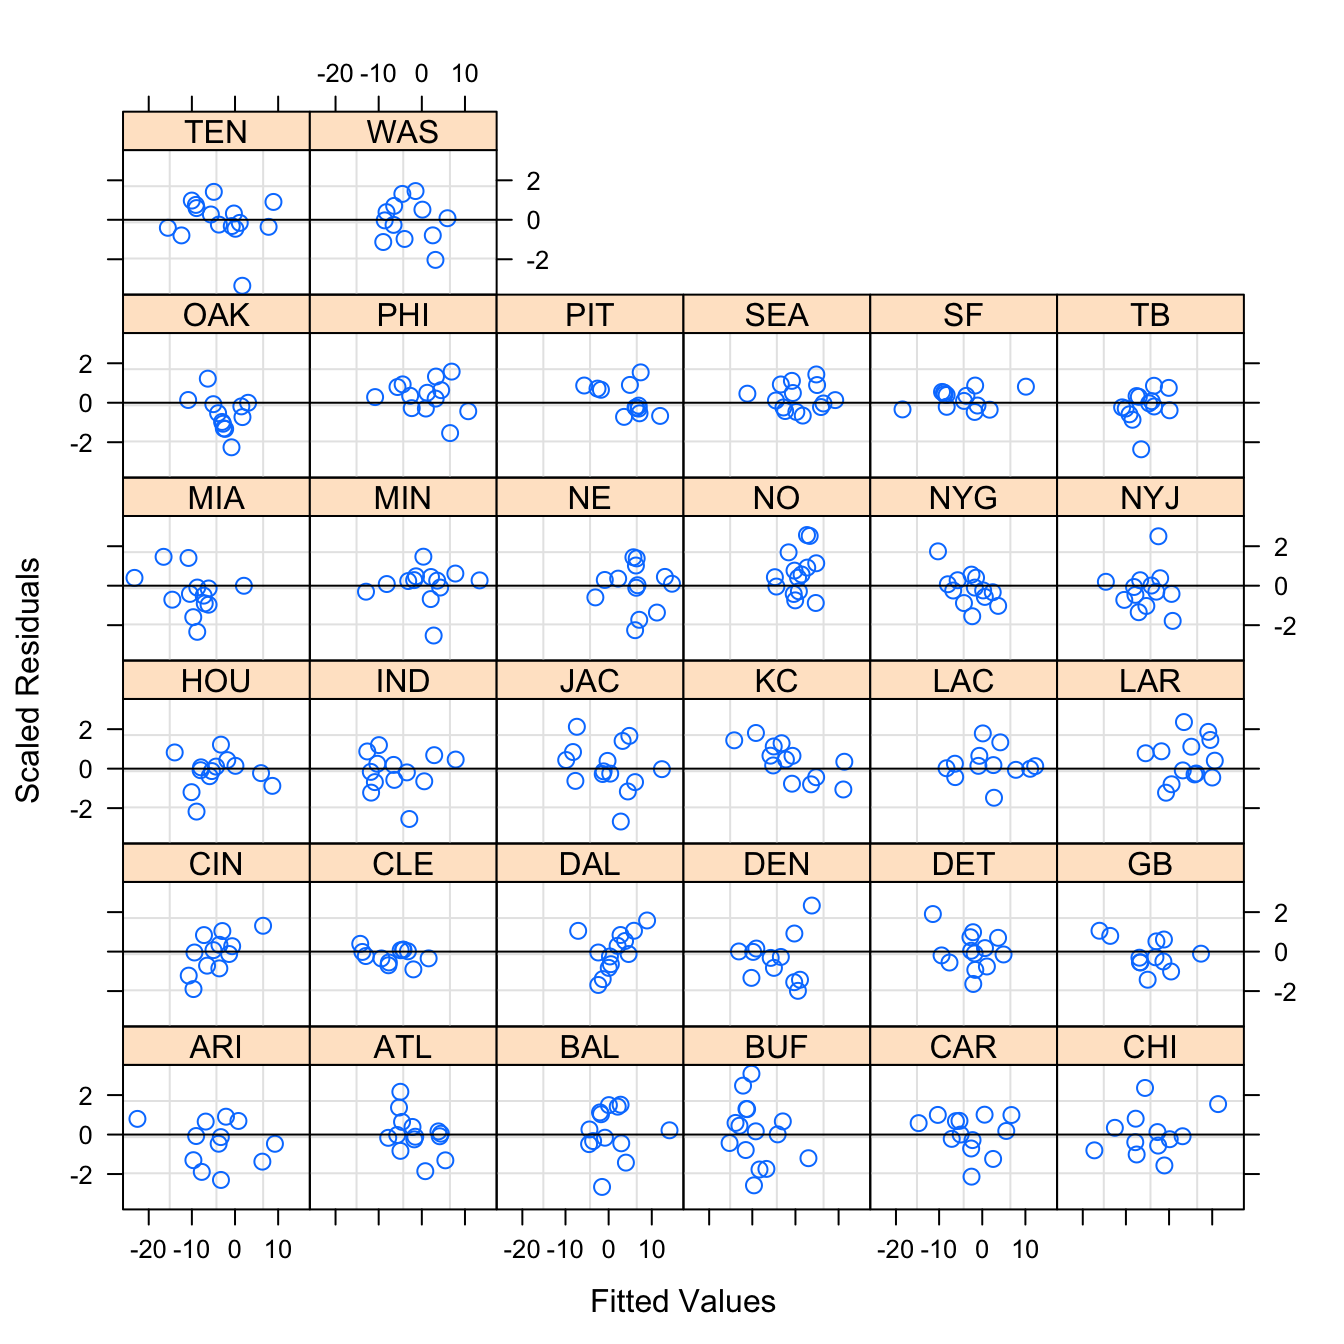 -20 -10 0 10
TEN WAS
2
0
-2
OAK PHI PIT SEA SF TB
2
0
-2
MIA MIN NE NO NYG NYJ
2
0
-2
HOU IND JAC KC LAC LAR
2
0
-2
CIN CLE DAL DEN DET GB
2
0
-2
ARI ATL BAL BUF CAR CHI
2
0
-2
-20 -10 0 10 -20 -10 0 10 -20 -10 0 10
Fitted Values
Scaled Residuals